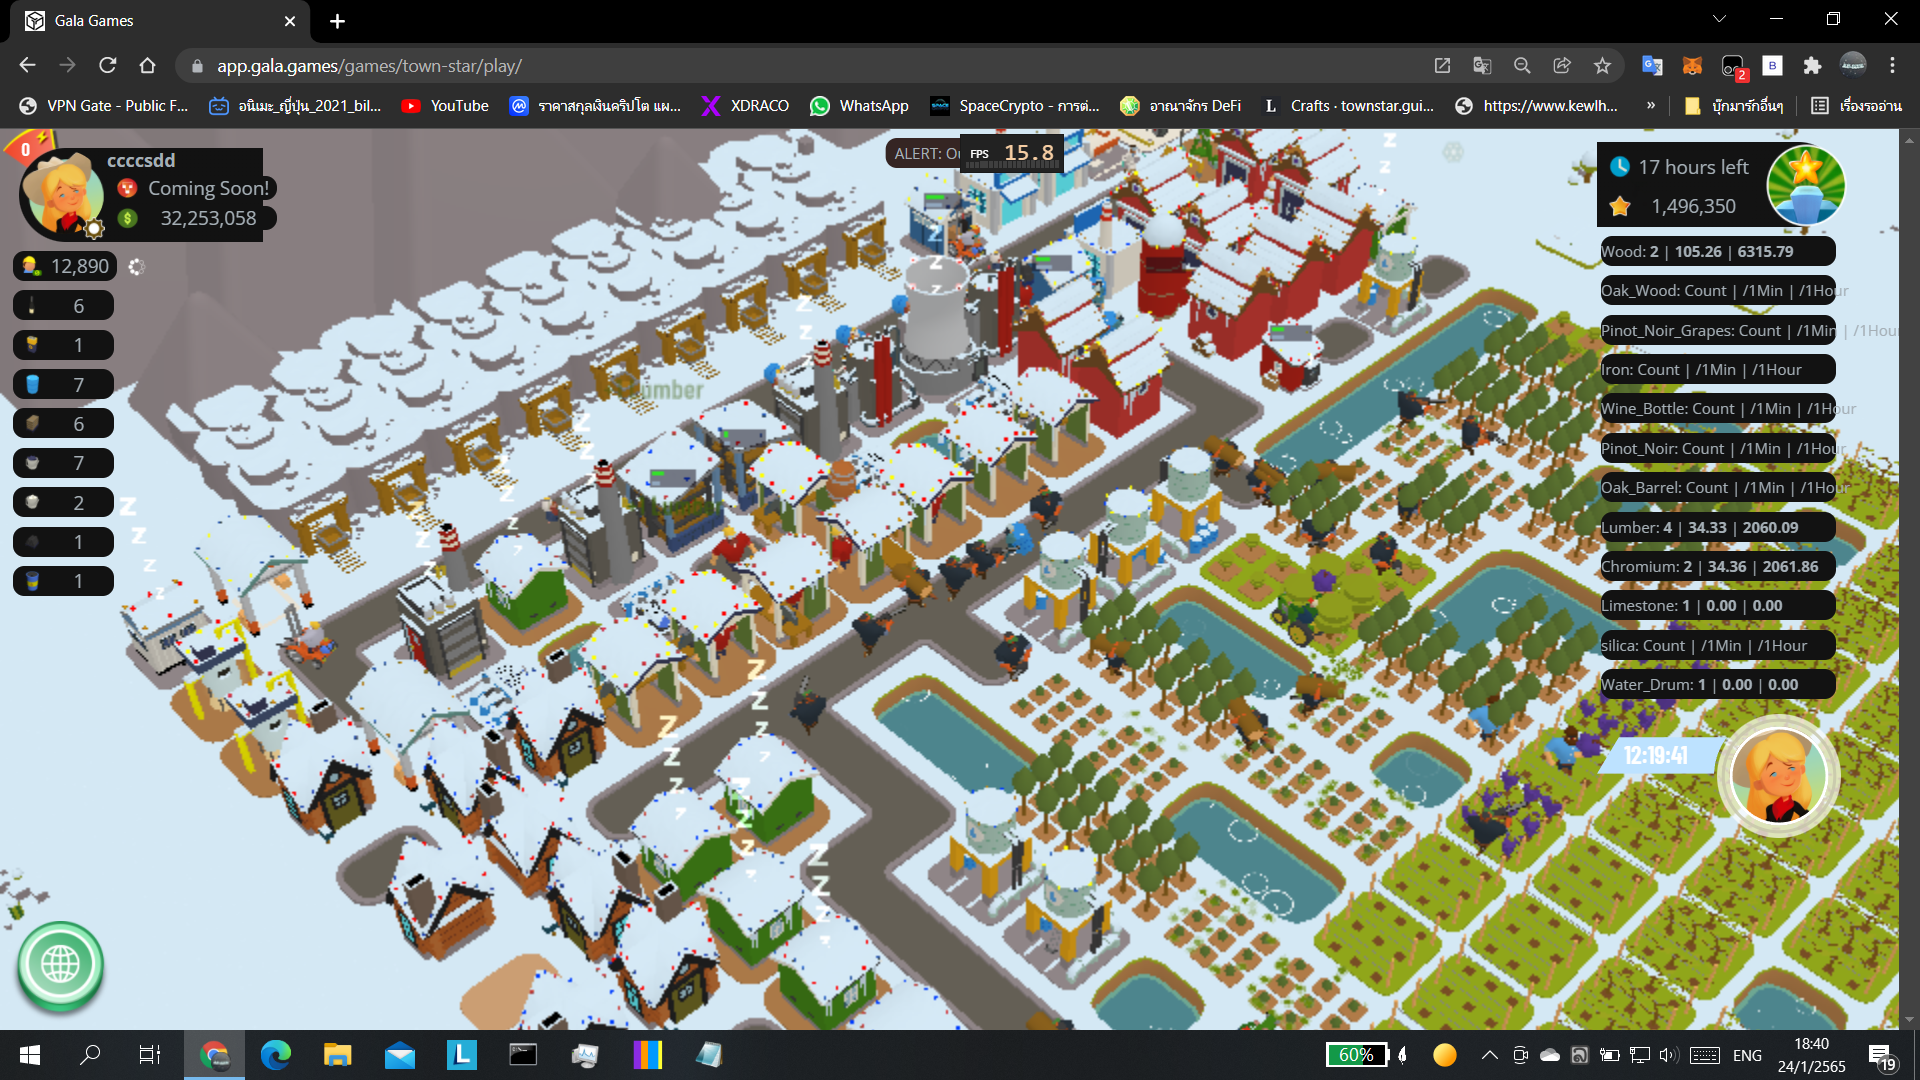 Gala Games
app.gala.games/games/town-star/play/
2
B
VPN Gate - Public F...
อนิเมะ_ญี่ปุ่น_2021_bil...
YouTube
ราคาสกุลเงินคริปโต แผ...
XDRACO
WhatsApp
SpaceCrypto - การต่...
อาณาจักร DeFi
L Crafts · townstar.gui...
https://www.kewlh...
»
บุ๊กมาร์กอื่นๆ
เรื่องรออ่าน
0
ccccsdd
Coming Soon!
32,253,058
12,890
6
1
7
6
7
2
1
1
ALERT: O
FPS 15.8
17 hours left
1,496,350
Wood: 2 | 105.26 | 6315.79
Oak_Wood: Count | /1Min | /1Hour
Pinot_Noir_Grapes: Count | /1Min | /1Hour
Iron: Count | /1Min | /1Hour
Wine_Bottle: Count | /1Min | /1Hour
Pinot_Noir: Count | /1Min | /1Hour
Oak_Barrel: Count | /1Min | /1Hour
Lumber: 4 | 34.33 | 2060.09
Chromium: 2 | 34.36 | 2061.86
Limestone: 1 | 0.00 | 0.00
silica: Count | /1Min | /1Hour
Water_Drum: 1 | 0.00 | 0.00
12:19:41
60%
ENG
18:40
24/1/2565
19